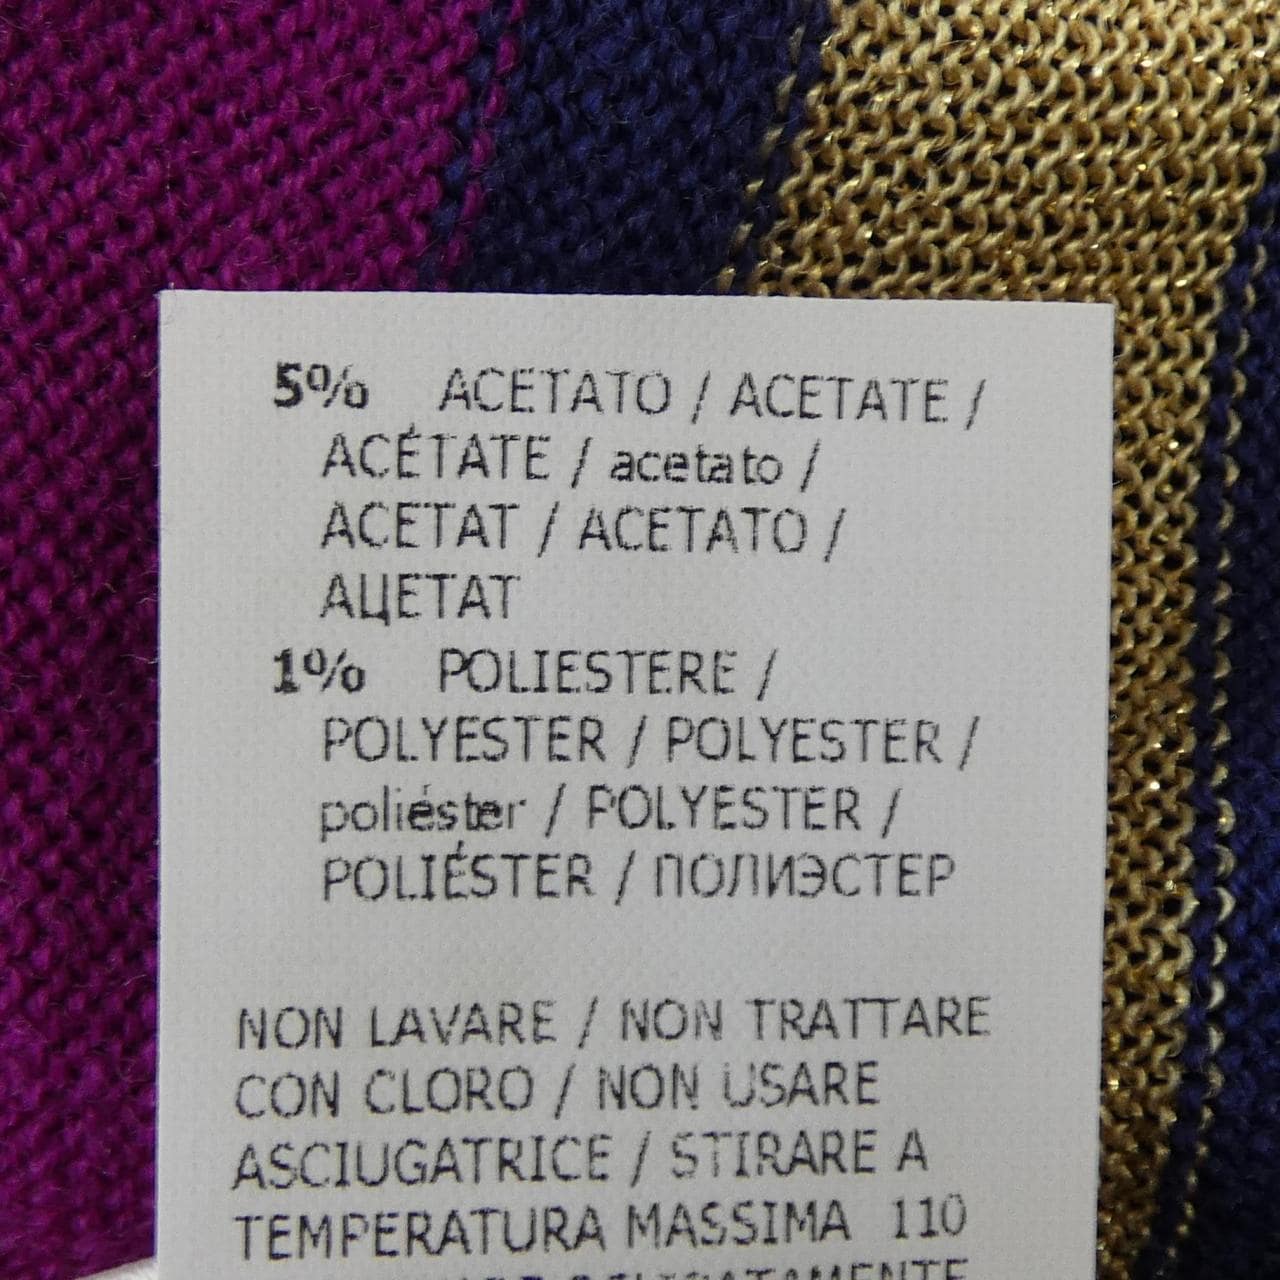 5% ACETATO / ACETATE /
ACÉTATE / acetato /
ACETAT / ACETATO /
АЦЕТАТ
1% POLIESTERE /
POLYESTER / POLYESTER /
poliéster / POLYESTER /
POLIÉSTER / ПОЛИЭСТЕР
NON LAVARE / NON TRATTARE
CON CLORO / NON USARE
ASCIUGATRICE / STIRARE A
TEMPERATURA MASSIMA 110